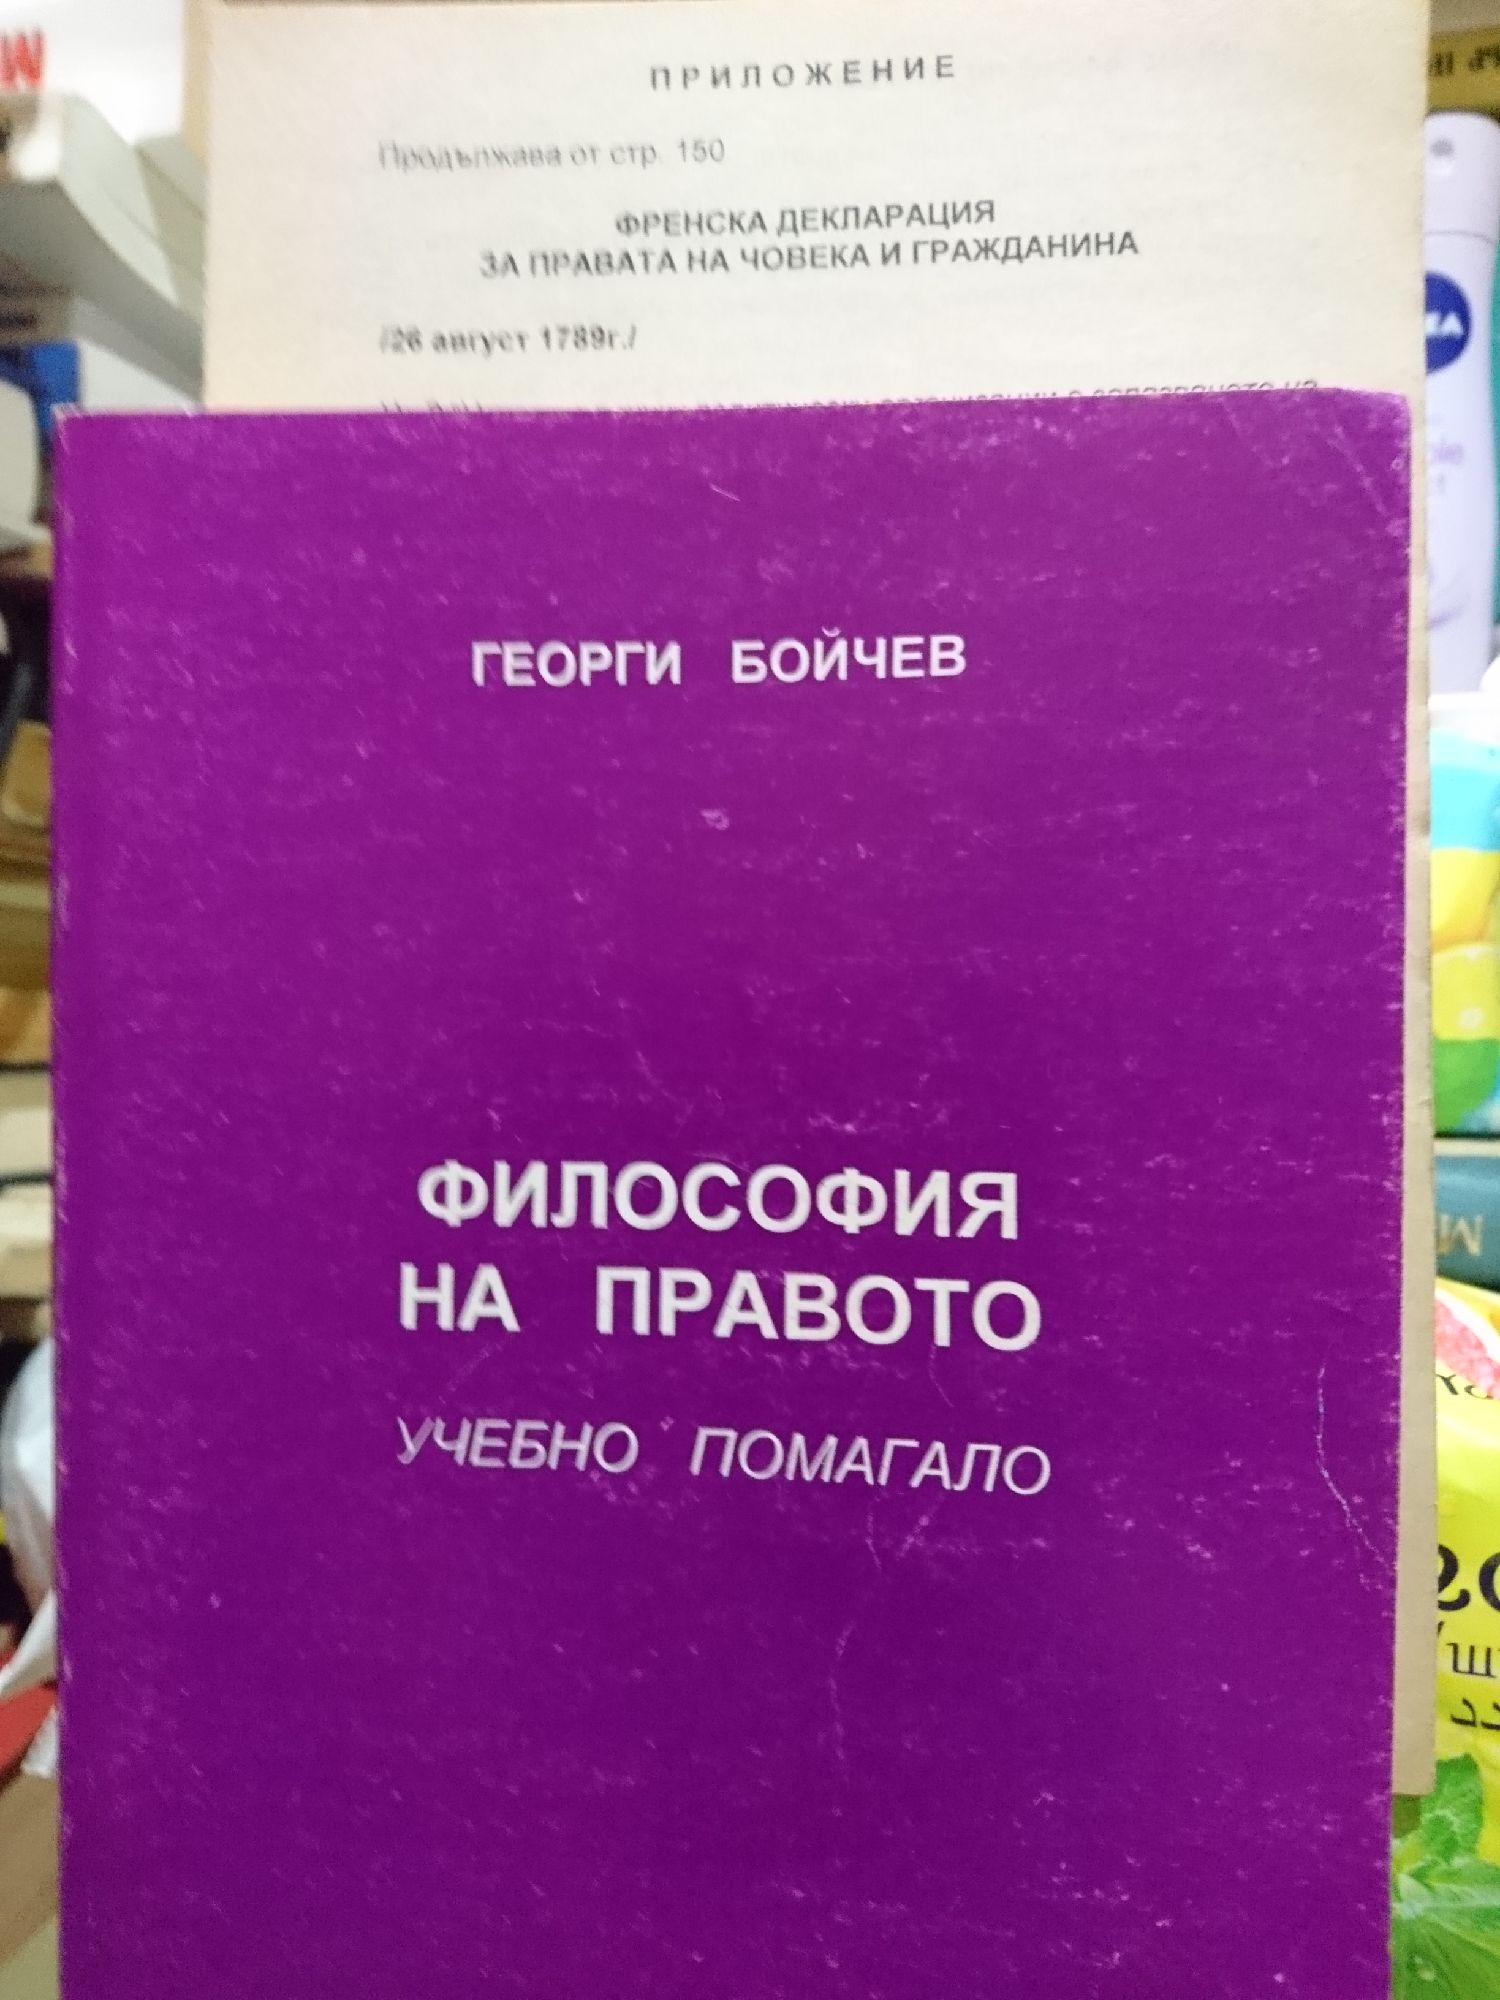 ПРИЛОЖЕНИЕ
Продължава от стр. 150
ФРЕНСКА ДЕКЛАРАЦИЯ
ЗА ПРАВАТА НА ЧОВЕКА И ГРАЖДАНИНА
/26 август 1789г./
ГЕОРГИ БОЙЧЕВ
ФИЛОСОФИЯ
НА ПРАВОТО
УЧЕБНО ПОМАГАЛО